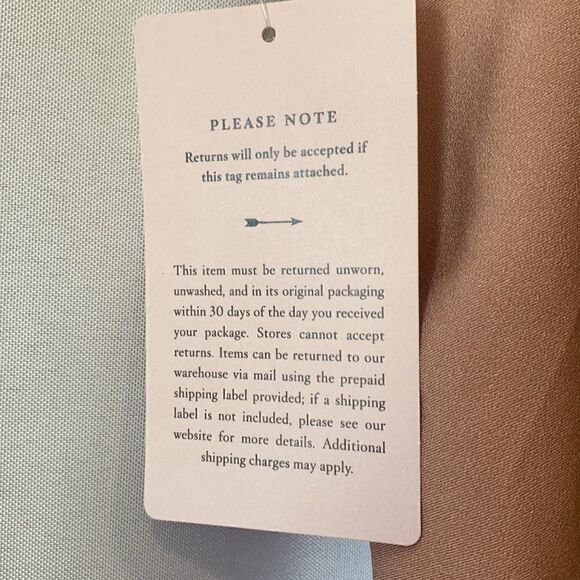 PLEASE NOTE
Returns will only be accepted if
this tag remains attached.
This item must be returned unworn,
unwashed, and in its original packaging
within 30 days of the day you received
your package. Stores cannot accept
returns. Items can be returned to our
warehouse via mail using the prepaid
shipping label provided; if a shipping
label is not included, please see our
website for more details. Additional
shipping charges may apply.